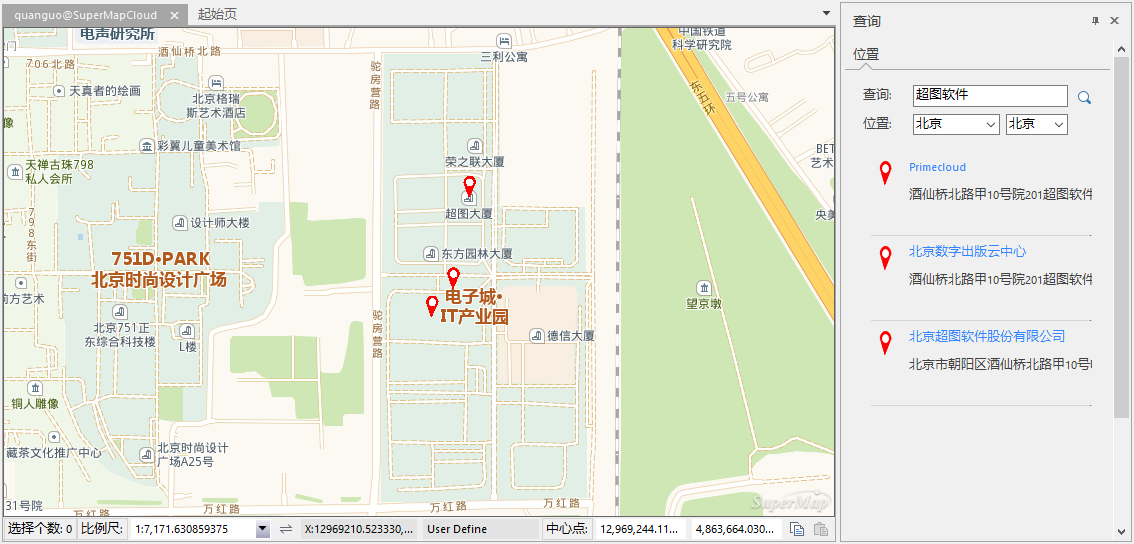 quanguo@SuperMapCloud
起始页
查询
位置
查询:
超图软件
位置:
北京
北京
Primecloud
酒仙桥北路甲10号院201超图软件
北京数字出版云中心
酒仙桥北路甲10号院201超图软件
北京超图软件股份有限公司
北京市朝阳区酒仙桥北路甲10号
电声研究所
酒仙桥北路
706北路
三利公寓
中国铁道
科学研究院
天真者的绘画
北京格瑞
斯艺术酒店
驼房营路
东五环
五号公寓
彩翼儿童美术馆
天禅古珠798
私人会所
荣之联大厦
BET
艺术
超图大厦
央美
798东街
设计师大楼
751D•PARK
北京时尚设计广场
东方园林大厦
前方艺术
电子城•
IT产业园
望京墩
北京751正
东综合科技楼
L楼
驼房营路
德信大厦
铜人雕像
藏茶文化推广中心
北京时尚设计
广场A25号
31号院
万红路
万红路
万红路
万红路
SuperMap
选择个数: 0
比例尺:
1:7,171.630859375
X:12969210.523330,...
User Define
中心点:
12,969,244.11...
4,863,664.030...